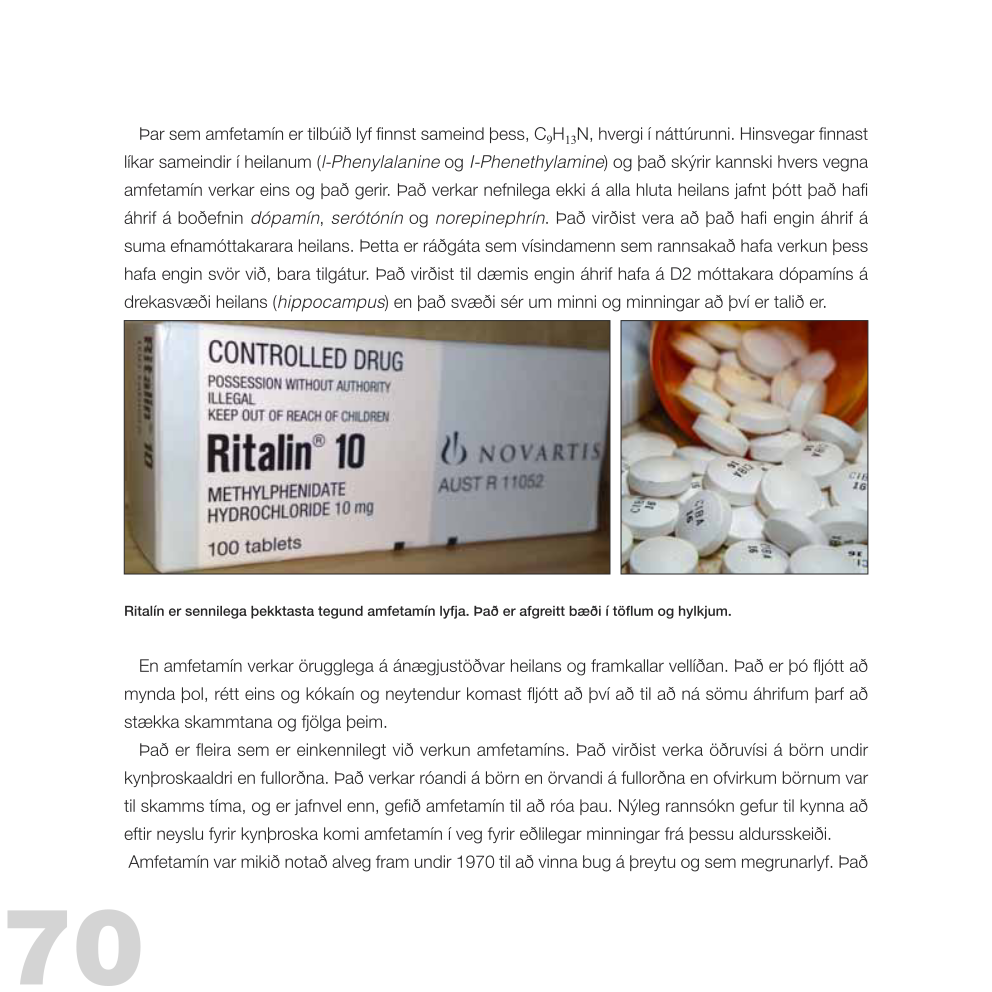 Þar sem amfetamín er tilbúið lyf finnst sameind þess, C₉H₁₃N, hvergi í náttúrunni. Hinsvegar finnast
líkar sameindir í heilanum (l-Phenylalanine og l-Phenethylamine) og það skýrir kannski hvers vegna
amfetamín verkar eins og það gerir. Það verkar nefnilega ekki á alla hluta heilans jafnt þótt það hafi
áhrif á boðefnin dópamín, serótónín og norepinephrín. Það virðist vera að það hafi engin áhrif á
suma efnamóttakarara heilans. Þetta er ráðgáta sem vísindamenn sem rannsakað hafa verkun þess
hafa engin svör við, bara tilgátur. Það virðist til dæmis engin áhrif hafa á D2 móttakara dópamíns á
drekasvæði heilans (hippocampus) en það svæði sér um minni og minningar að því er talið er.
Ritalin® 10
100 tablets
CONTROLLED DRUG
POSSESSION WITHOUT AUTHORITY
ILLEGAL
KEEP OUT OF REACH OF CHILDREN
Ritalin® 10
METHYLPHENIDATE
HYDROCHLORIDE 10 mg
100 tablets
NOVARTIS
AUST R 11052
CIBA
16
CIBA
16
CIBA
16
Ritalín er sennilega þekktasta tegund amfetamín lyfja. Það er afgreitt bæði í töflum og hylkjum.
En amfetamín verkar örugglega á ánægjustöðvar heilans og framkallar vellíðan. Það er þó fljótt að
mynda þol, rétt eins og kókaín og neytendur komast fljótt að því að til að ná sömu áhrifum þarf að
stækka skammtana og fjölga þeim.
Það er fleira sem er einkennilegt við verkun amfetamíns. Það virðist verka öðruvísi á börn undir
kynþroskaaldri en fullorðna. Það verkar róandi á börn en örvandi á fullorðna en ofvirkum börnum var
til skamms tíma, og er jafnvel enn, gefið amfetamín til að róa þau. Nýleg rannsókn gefur til kynna að
eftir neyslu fyrir kynþroska komi amfetamín í veg fyrir eðlilegar minningar frá þessu aldursskeiði.
Amfetamín var mikið notað alveg fram undir 1970 til að vinna bug á þreytu og sem megrunarlyf. Það
70